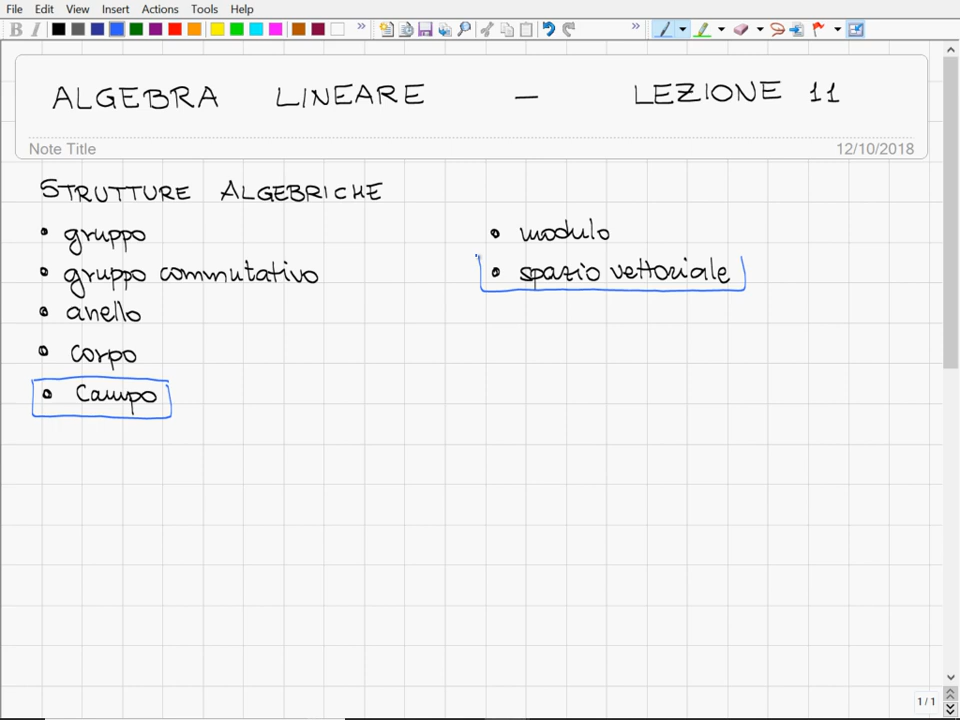 File Edit View Insert Actions Tools Help
B I
ALGEBRA LINEARE - LEZIONE 11
Note Title 12/10/2018
STRUTTURE ALGEBRICHE
• gruppo
• gruppo commutativo
• anello
• corpo
• Campo
• modulo
• spazio vettoriale
1 / 1